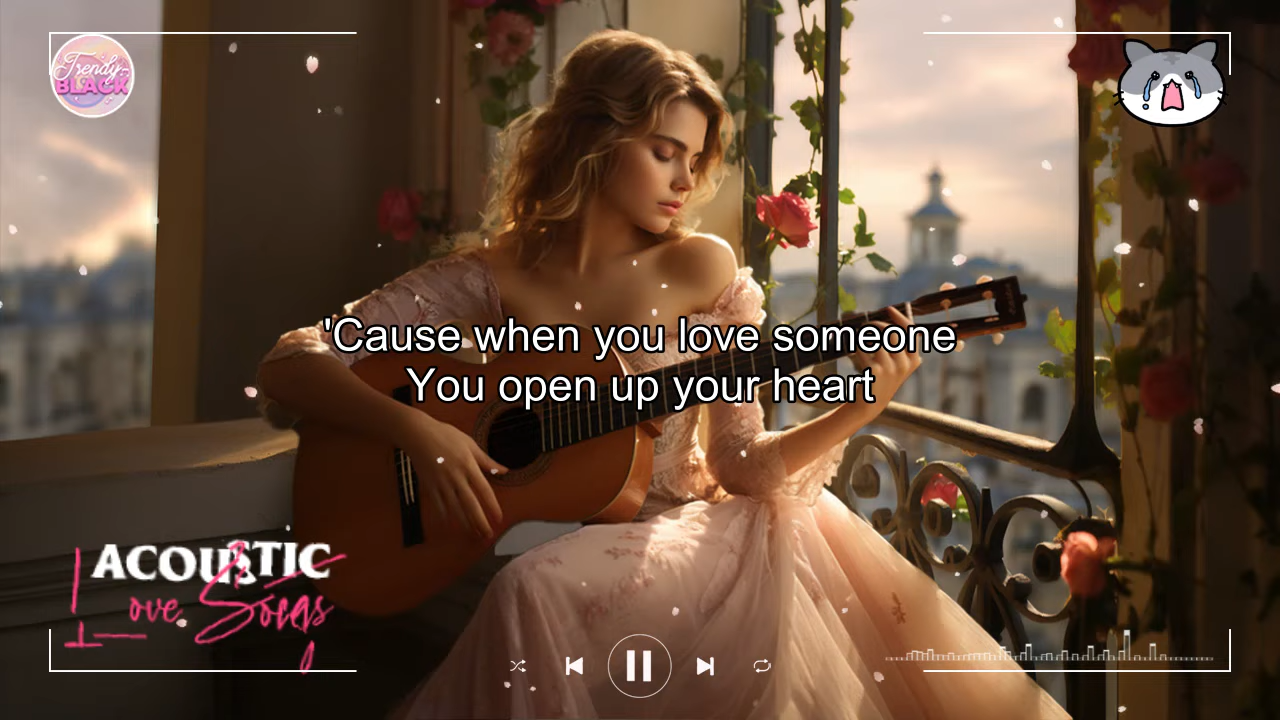 Trendy
BLACK
'Cause when you love someone
You open up your heart
ACOUSTIC
Love Songs